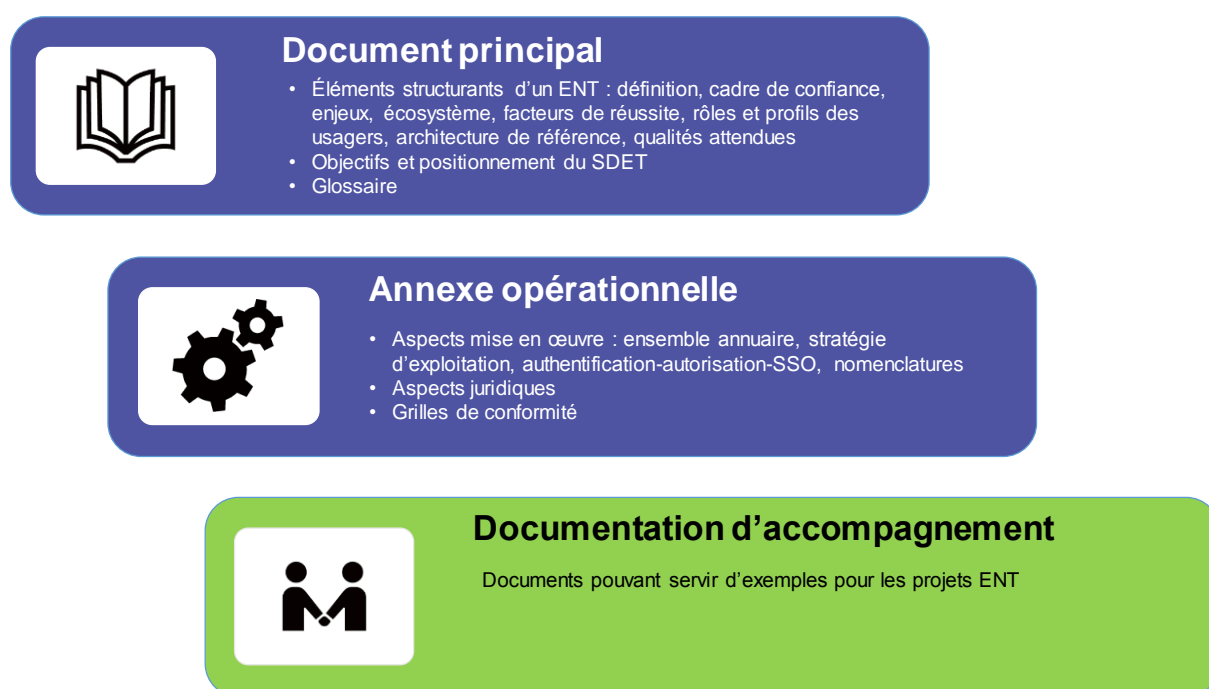 Document principal
• Éléments structurants d’un ENT : définition, cadre de confiance,
enjeux, écosystème, facteurs de réussite, rôles et profils des
usagers, architecture de référence, qualités attendues
• Objectifs et positionnement du SDET
• Glossaire
Annexe opérationnelle
• Aspects mise en œuvre : ensemble annuaire, stratégie
d’exploitation, authentification-autorisation-SSO, nomenclatures
• Aspects juridiques
• Grilles de conformité
Documentation d’accompagnement
Documents pouvant servir d’exemples pour les projets ENT